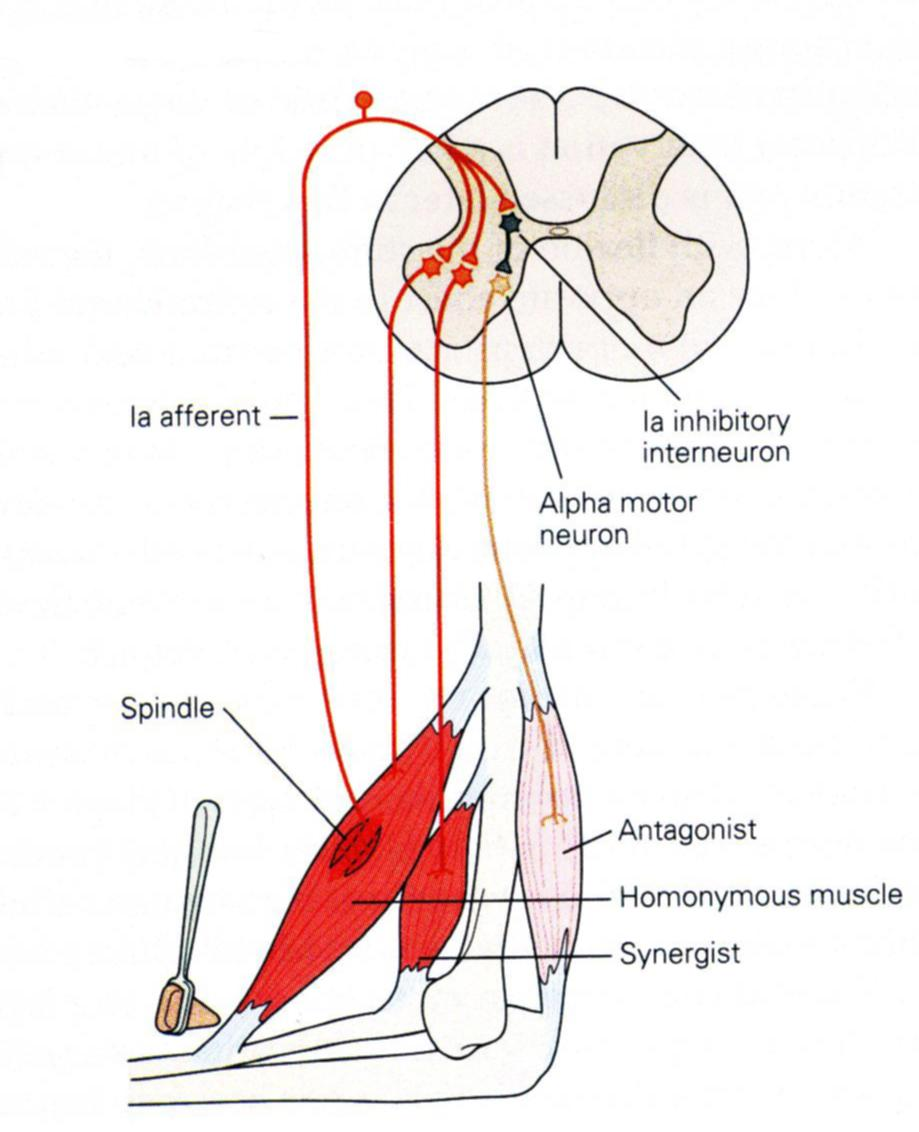 Ia afferent
Ia inhibitory
interneuron
Alpha motor
neuron
Spindle
Antagonist
Homonymous muscle
Synergist